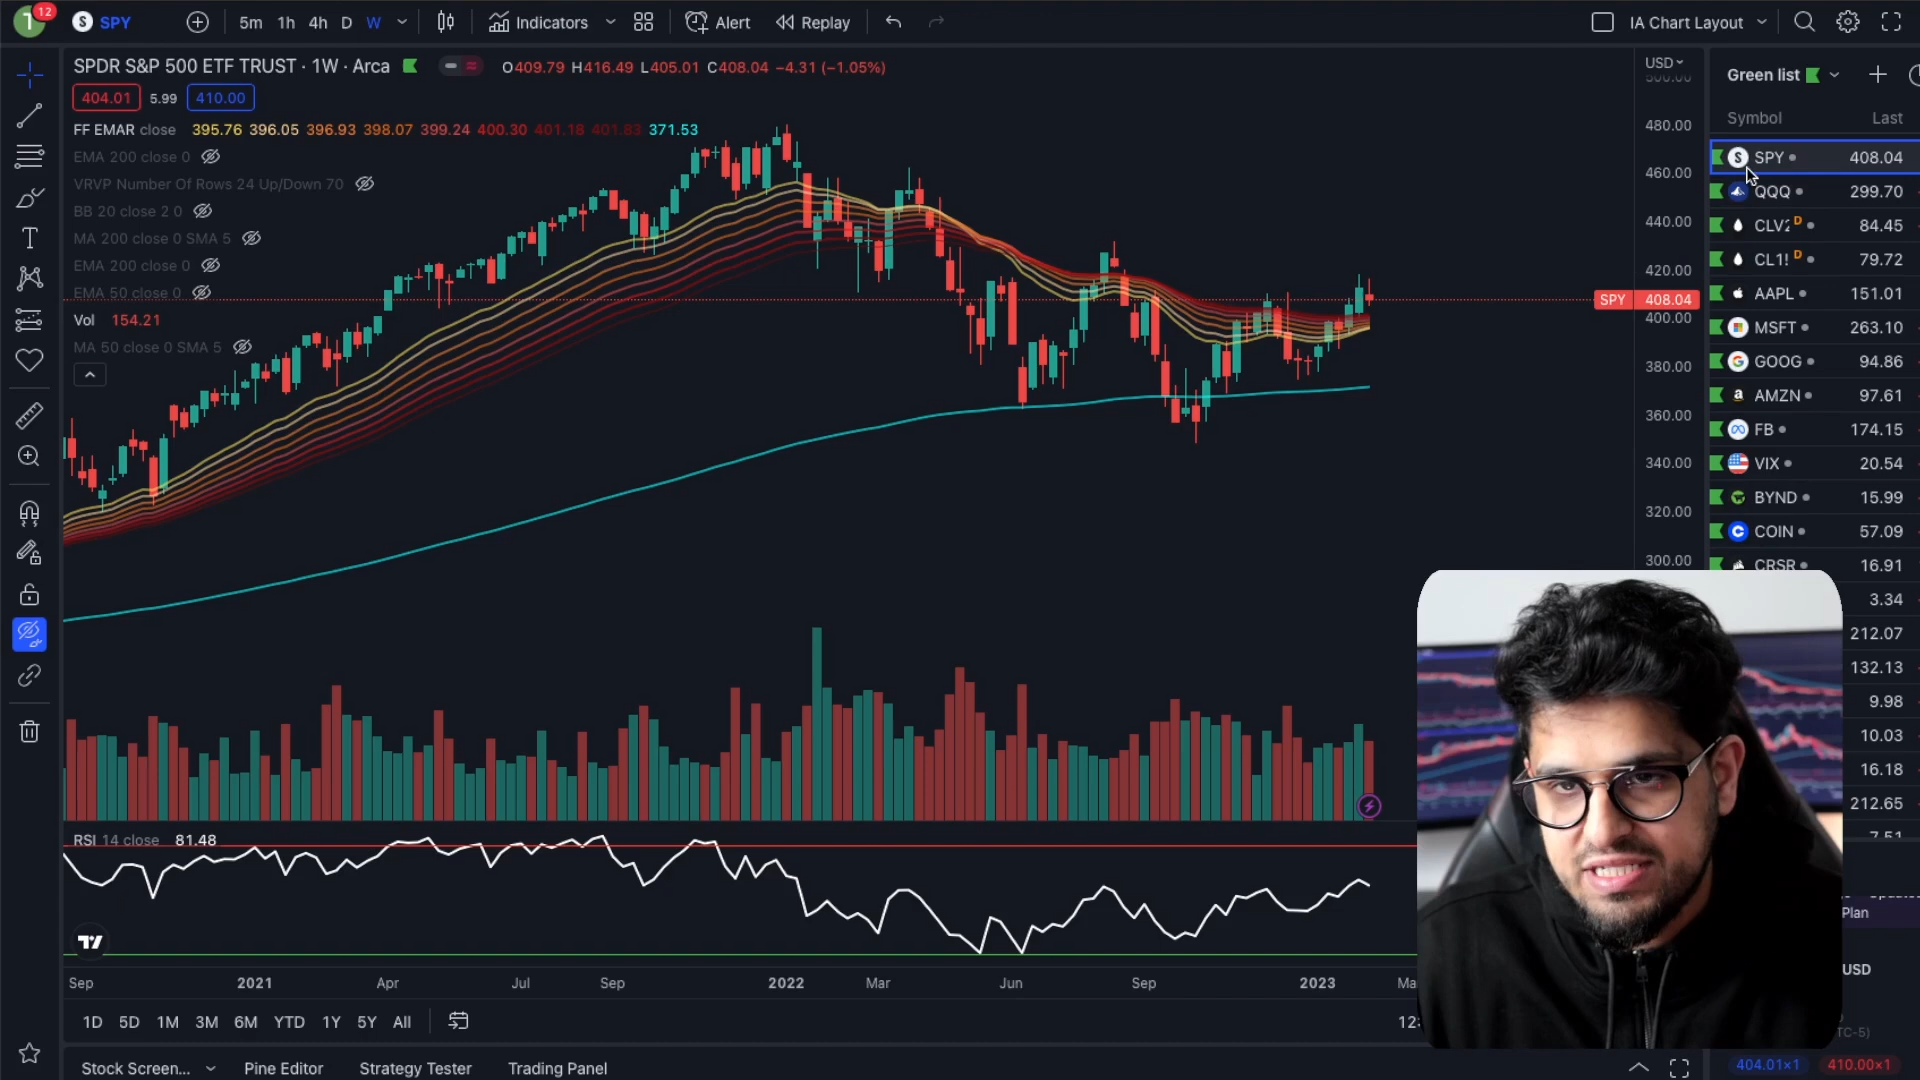 T 12 S SPY 5m 1h 4h D W Indicators Alert Replay IA Chart Layout
SPDR S&P 500 ETF TRUST · 1W · Arca O409.79 H416.49 L405.01 C408.04 −4.31 (−1.05%)
404.01 5.99 410.00
FF EMAR close 395.76 396.05 396.93 398.07 399.24 400.30 401.18 401.83 371.53
EMA 200 close 0
VRVP Number Of Rows 24 Up/Down 70
BB 20 close 2 0
MA 200 close 0 SMA 5
EMA 200 close 0
EMA 50 close 0
Vol 154.21
MA 50 close 0 SMA 5
USD
500.00
480.00
460.00
440.00
420.00
SPY 408.04
400.00
380.00
360.00
340.00
320.00
300.00
Green list
Symbol Last
S SPY 408.04
QQQ 299.70
CLV2 D 84.45
CL1! D 79.72
AAPL 151.01
MSFT 263.10
GOOG 94.86
AMZN 97.61
FB 174.15
VIX 20.54
BYND 15.99
COIN 57.09
CRSR 16.91
3.34
212.07
132.13
9.98
10.03
16.18
212.65
7.51
Plan
USD
TC-5)
404.01×1 410.00×1
RSI 14 close 81.48
Sep 2021 Apr Jul Sep 2022 Mar Jun Sep 2023 Ma
1D 5D 1M 3M 6M YTD 1Y 5Y All 12:
Stock Screen... Pine Editor Strategy Tester Trading Panel